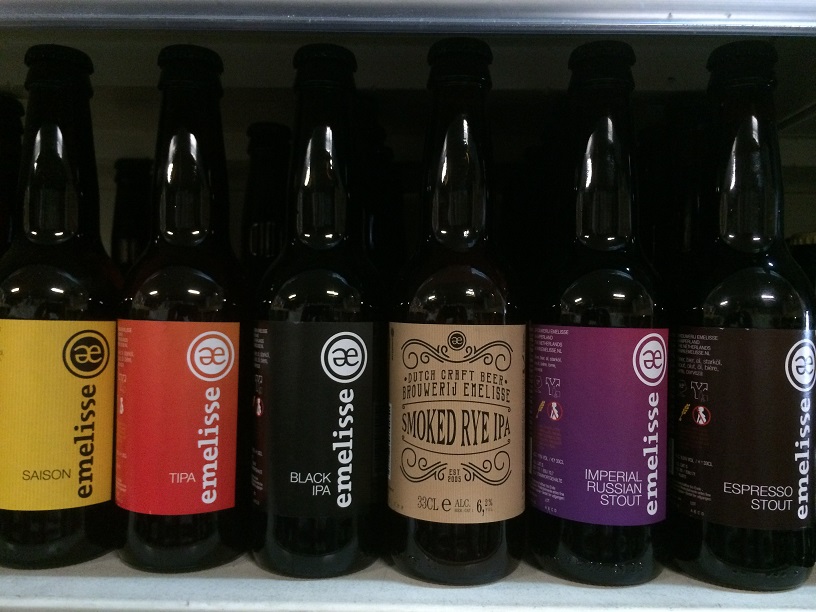 æ
SAISON
emelisse
æ
TIPA
emelisse
æ
BLACK
IPA
emelisse
æ
DUTCH CRAFT BEER
BROUWERIJ EMELISSE
SMOKED RYE IPA
EST
2005
33CL e ALC. 6,
æ
IMPERIAL
RUSSIAN
STOUT
emelisse
æ
ESPRESSO
STOUT
emelisse